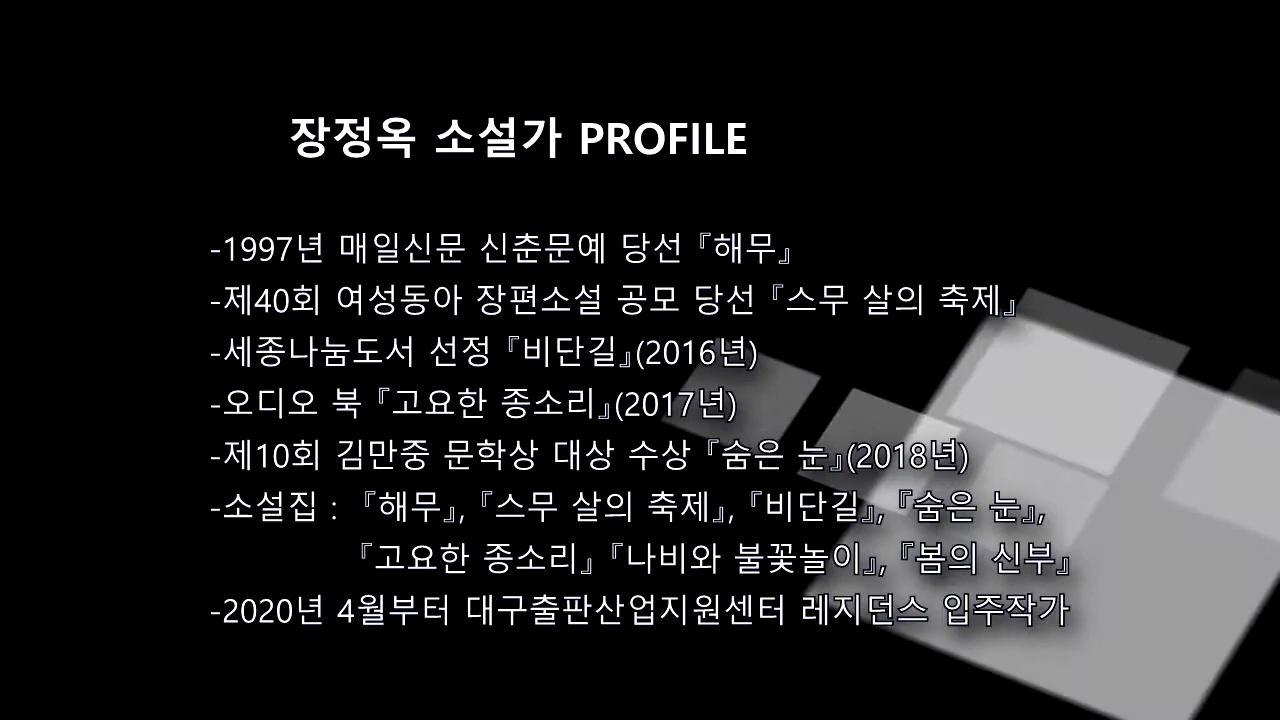 장정옥 소설가 PROFILE
-1997년 매일신문 신춘문예 당선『해무』
-제40회 여성동아 장편소설 공모 당선『스무 살의 축제』
-세종나눔도서 선정『비단길』(2016년)
-오디오 북『고요한 종소리』(2017년)
-제10회 김만중 문학상 대상 수상『숨은 눈』(2018년)
-소설집 : 『해무』,『스무 살의 축제』,『비단길』,『숨은 눈』,
『고요한 종소리』『나비와 불꽃놀이』,『봄의 신부』
-2020년 4월부터 대구출판산업지원센터 레지던스 입주작가